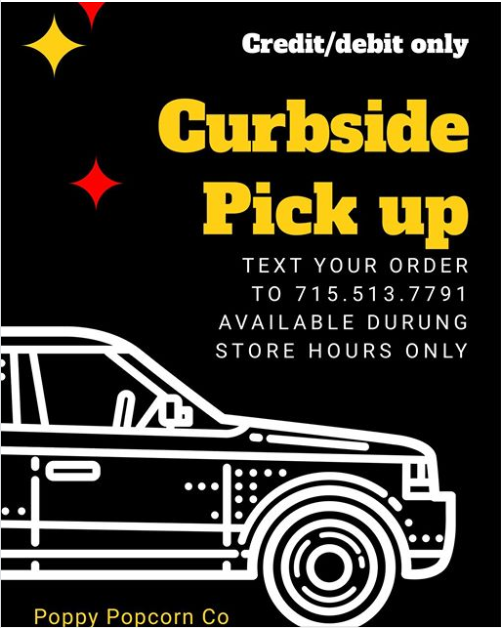 Credit/debit only
Curbside
Pick up
TEXT YOUR ORDER
TO 715.513.7791
AVAILABLE DURUNG
STORE HOURS ONLY
Poppy Popcorn Co